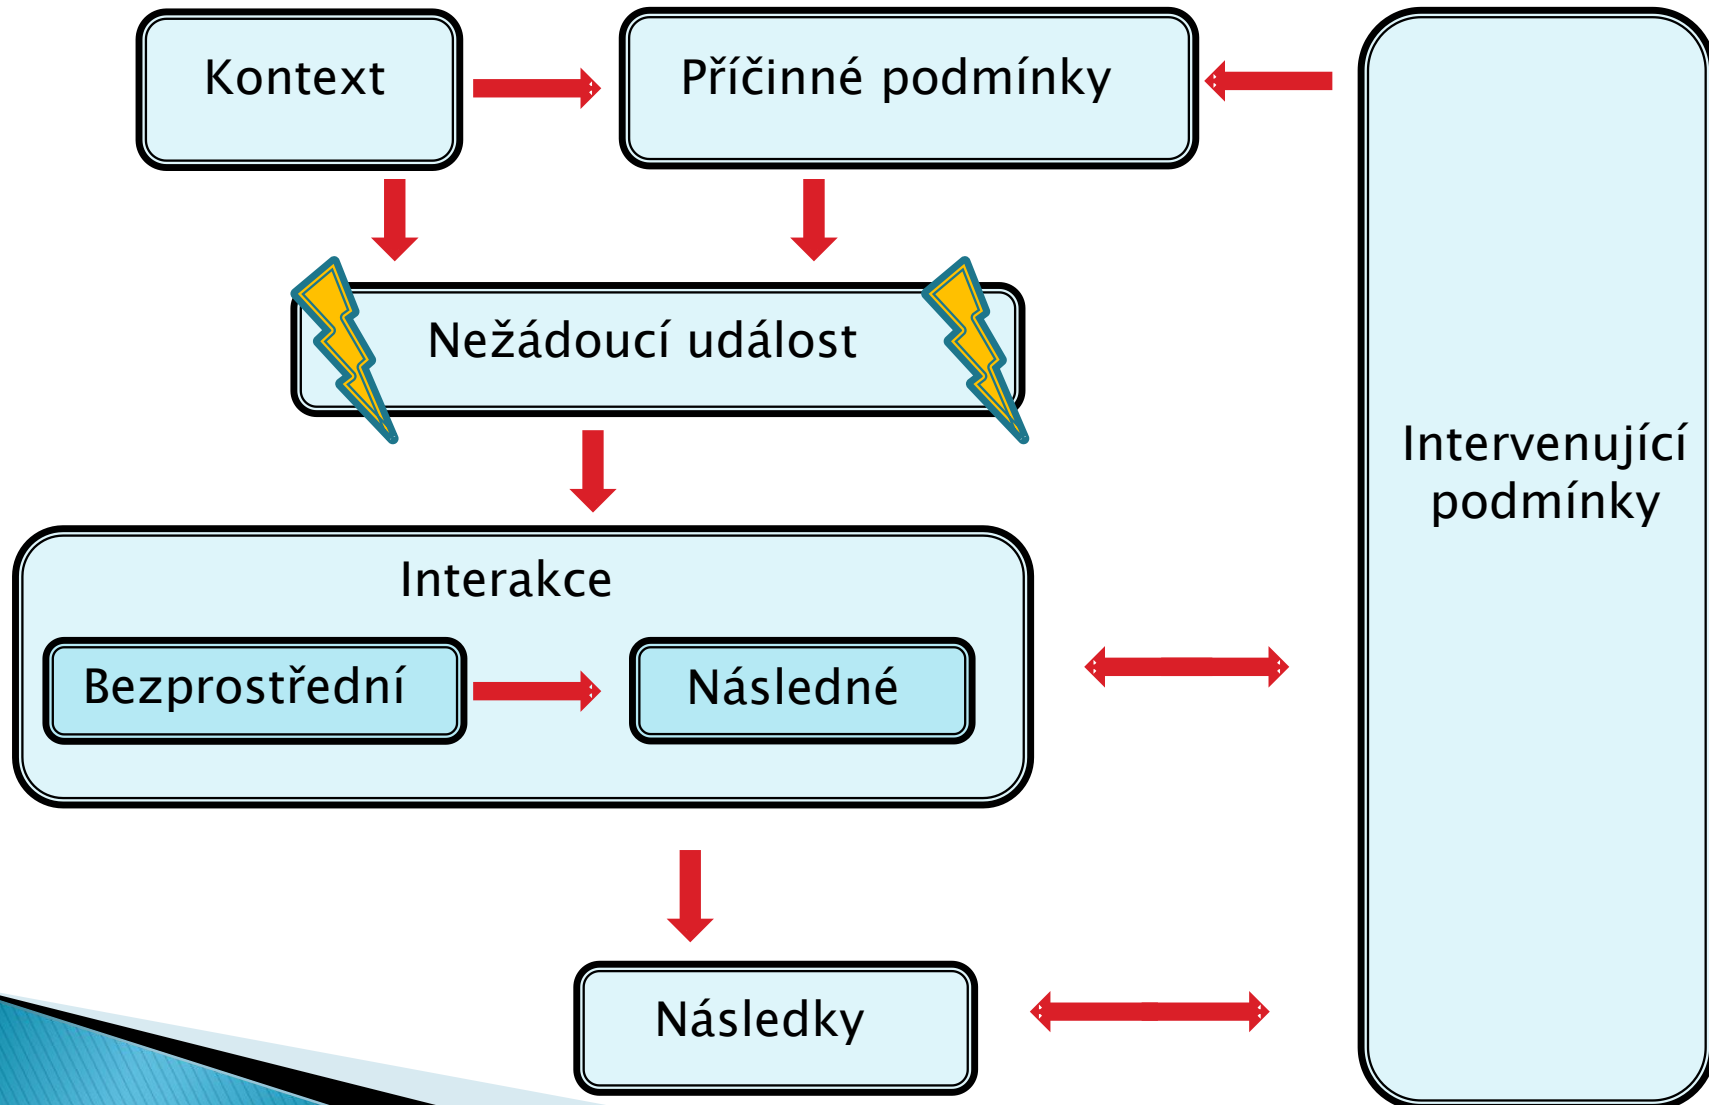 Kontext
Příčinné podmínky
Nežádoucí událost
Intervenující
podmínky
Interakce
Bezprostřední
Následné
Následky